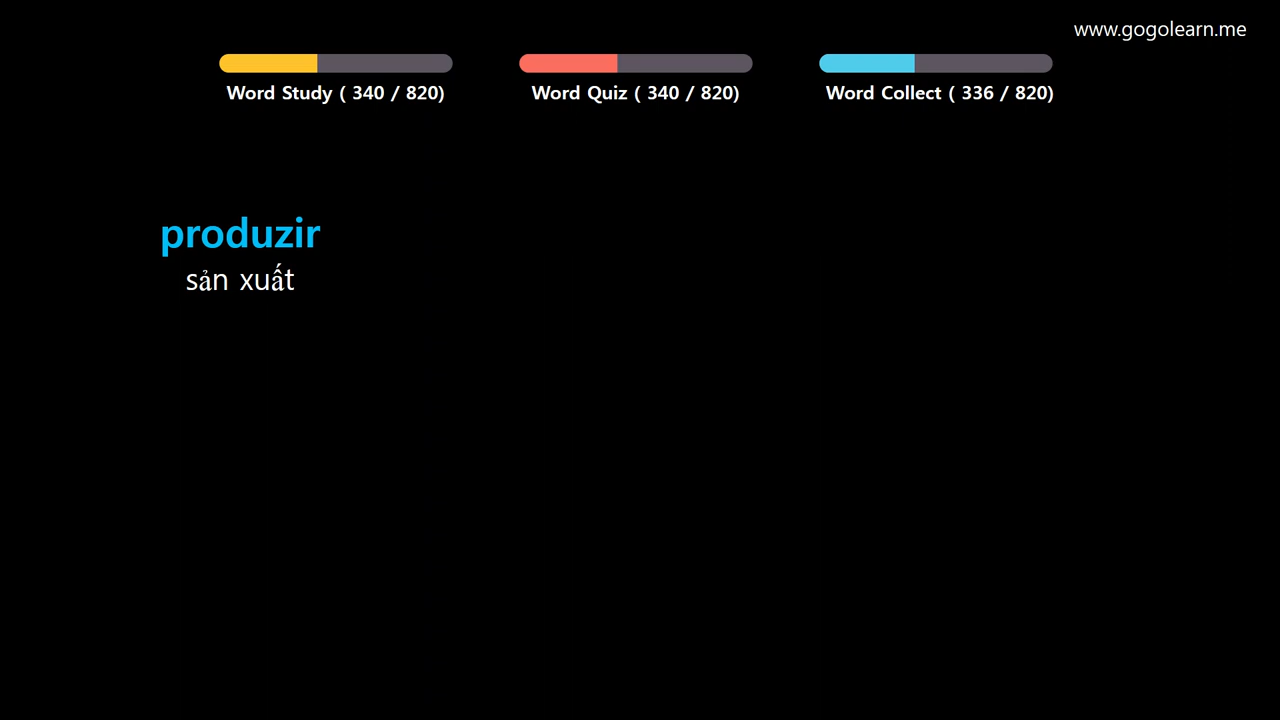 www.gogolearn.me
Word Study ( 340 / 820)
Word Quiz ( 340 / 820)
Word Collect ( 336 / 820)
produzir
sản xuất